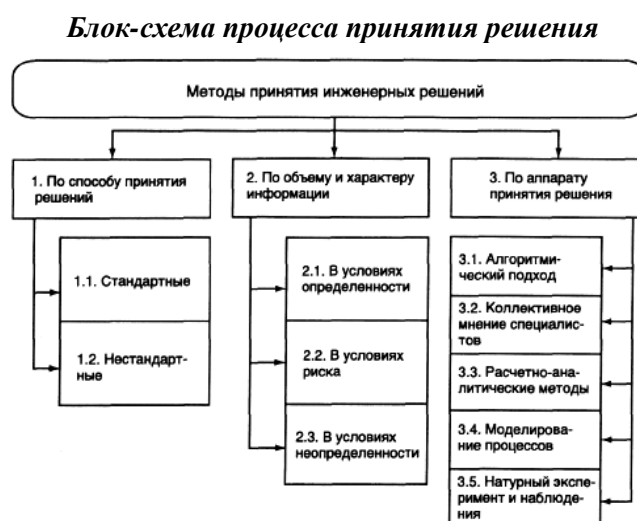 Блок-схема процесса принятия решения
Методы принятия инженерных решений
1. По способу принятия
решений
1.1. Стандартные
1.2. Нестандарт-
ные
2. По объему и характеру
информации
2.1. В условиях
определенности
2.2. В условиях
риска
2.3. В условиях
неопределенности
3. По аппарату
принятия решения
3.1. Алгоритми-
ческий подход
3.2. Коллективное
мнение специалис-
тов
3.3. Расчетно-ана-
литические методы
3.4. Моделирова-
ние процессов
3.5. Натурный экспе-
римент и наблюде-
ния